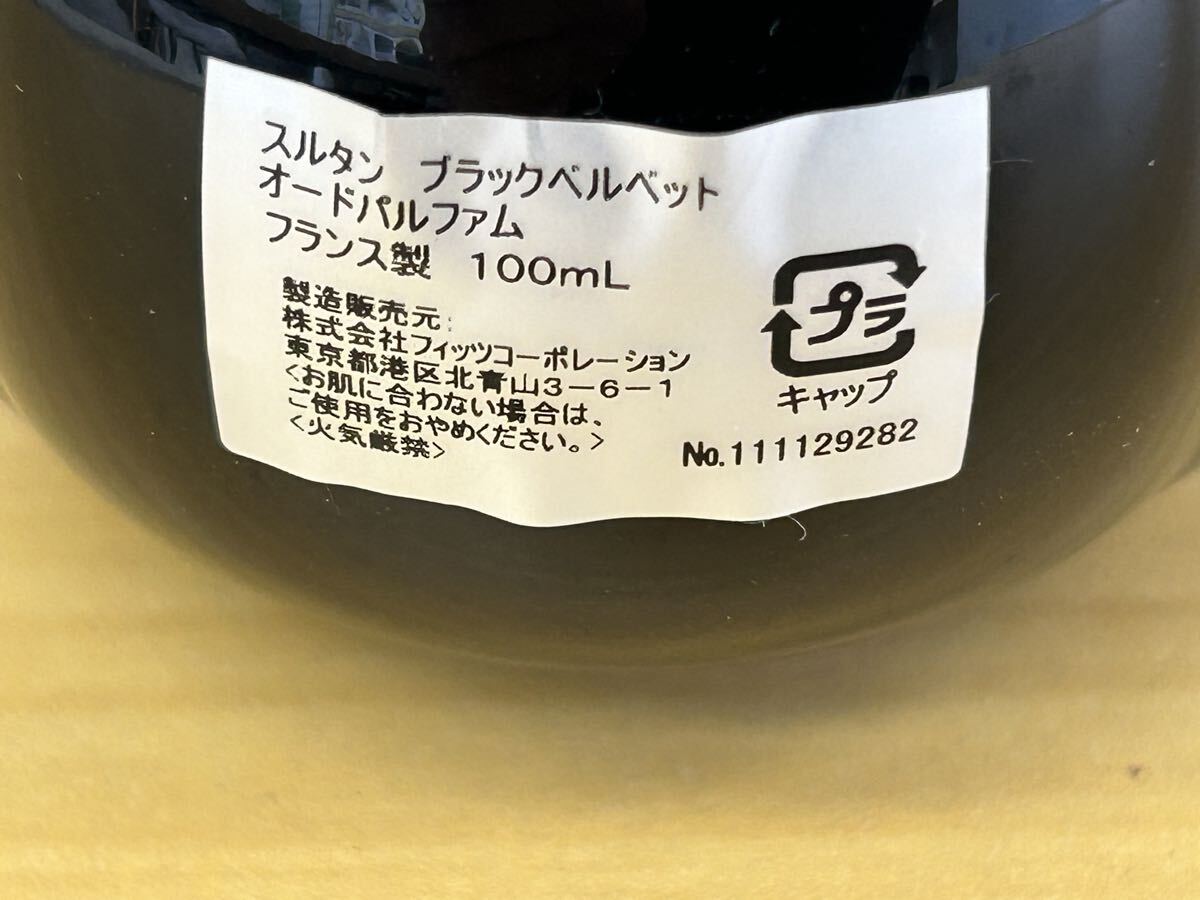 スルタン ブラックベルベット
オードパルファム
フランス製 100mL
製造販売元:
株式会社フィッツコーポレーション
東京都港区北青山3-6-1
<お肌に合わない場合は、
ご使用をおやめください。>
<火気厳禁>
プラ
キャップ
No.111129282